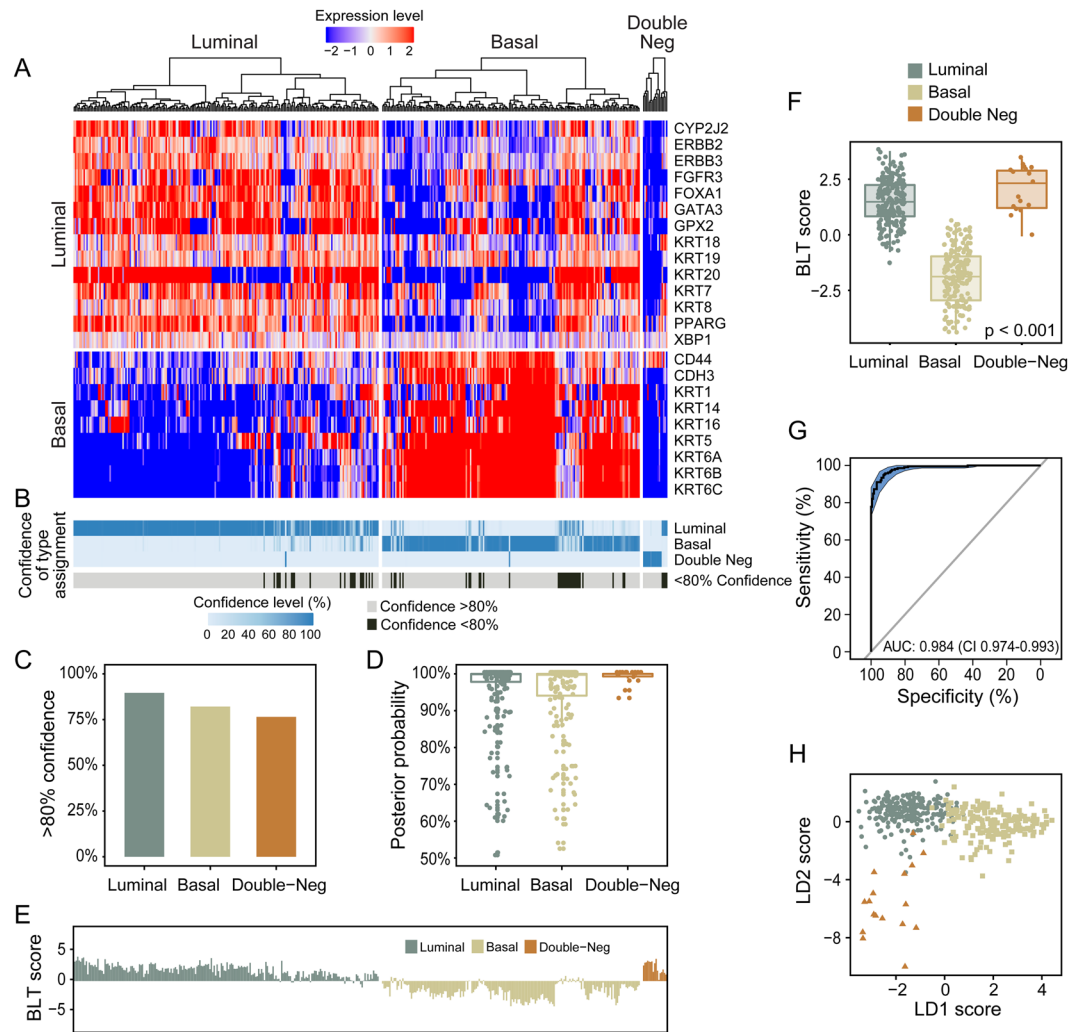 A
Expression level
−2 −1 0 1 2
Luminal
Basal
Double
Neg
Luminal
CYP2J2
ERBB2
ERBB3
FGFR3
FOXA1
GATA3
GPX2
KRT18
KRT19
KRT20
KRT7
KRT8
PPARG
XBP1
Basal
CD44
CDH3
KRT1
KRT14
KRT16
KRT5
KRT6A
KRT6B
KRT6C
B
Confidence
of type
assignment
Luminal
Basal
Double Neg
<80% Confidence
Confidence level (%)
0 20 40 60 80 100
Confidence >80%
Confidence <80%
C
>80% confidence
100%
75%
50%
25%
0%
Luminal Basal Double−Neg
D
Posterior probability
100%
90%
80%
70%
60%
50%
Luminal Basal Double−Neg
E
BLT score
5
0
−5
Luminal Basal Double−Neg
Luminal
Basal
Double Neg
F
BLT score
2.5
0.0
−2.5
p < 0.001
Luminal Basal Double−Neg
G
Sensitivity (%)
100
80
60
40
20
0
AUC: 0.984 (CI 0.974-0.993)
100 80 60 40 20 0
Specificity (%)
H
LD2 score
0
−4
−8
−2 0 2 4
LD1 score